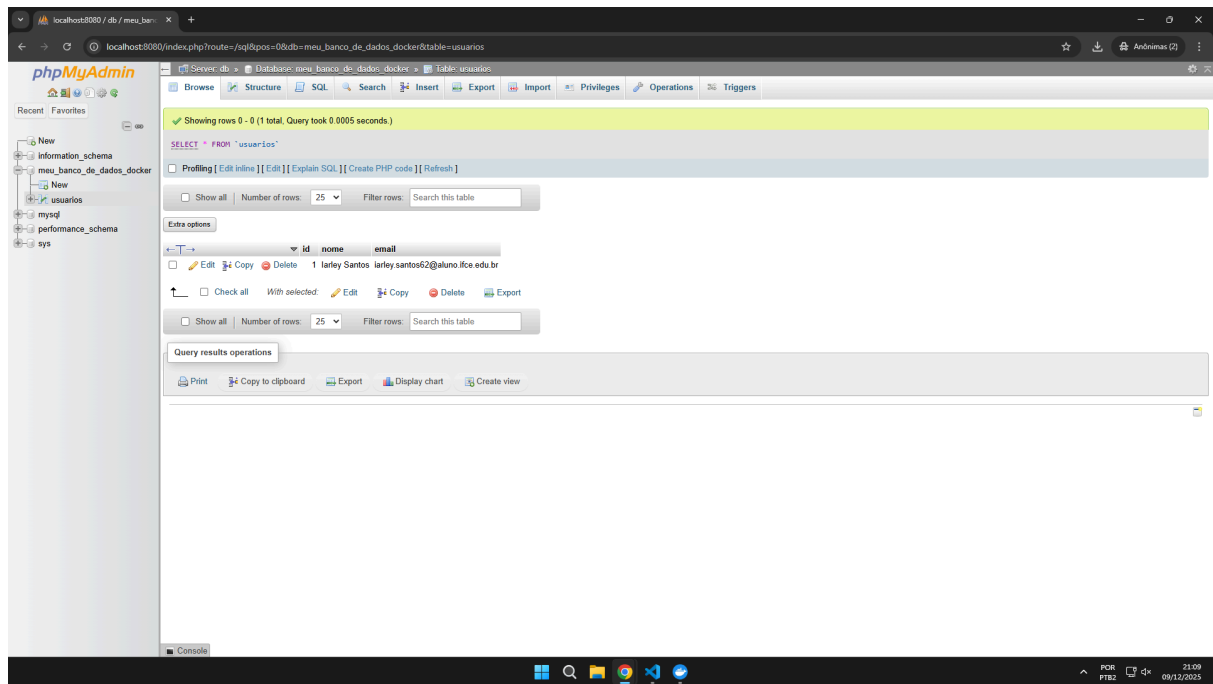 localhost:8080 / db / meu_banc
localhost:8080/index.php?route=/sql&pos=0&db=meu_banco_de_dados_docker&table=usuarios
Anônimas (2)
phpMyAdmin
Recent Favorites
New
information_schema
meu_banco_de_dados_docker
New
usuarios
mysql
performance_schema
sys
Server: db » Database: meu_banco_de_dados_docker » Table: usuarios
Browse Structure SQL Search Insert Export Import Privileges Operations Triggers
Showing rows 0 - 0 (1 total, Query took 0.0005 seconds.)
SELECT * FROM `usuarios`
Profiling [ Edit inline ] [ Edit ] [ Explain SQL ] [ Create PHP code ] [ Refresh ]
Show all | Number of rows: 25 Filter rows: Search this table
Extra options
←T→ id nome email
Edit Copy Delete 1 Iarley Santos iarley.santos62@aluno.ifce.edu.br
Check all With selected: Edit Copy Delete Export
Show all | Number of rows: 25 Filter rows: Search this table
Query results operations
Print Copy to clipboard Export Display chart Create view
Console
POR
PTB2
21:09
09/12/2025